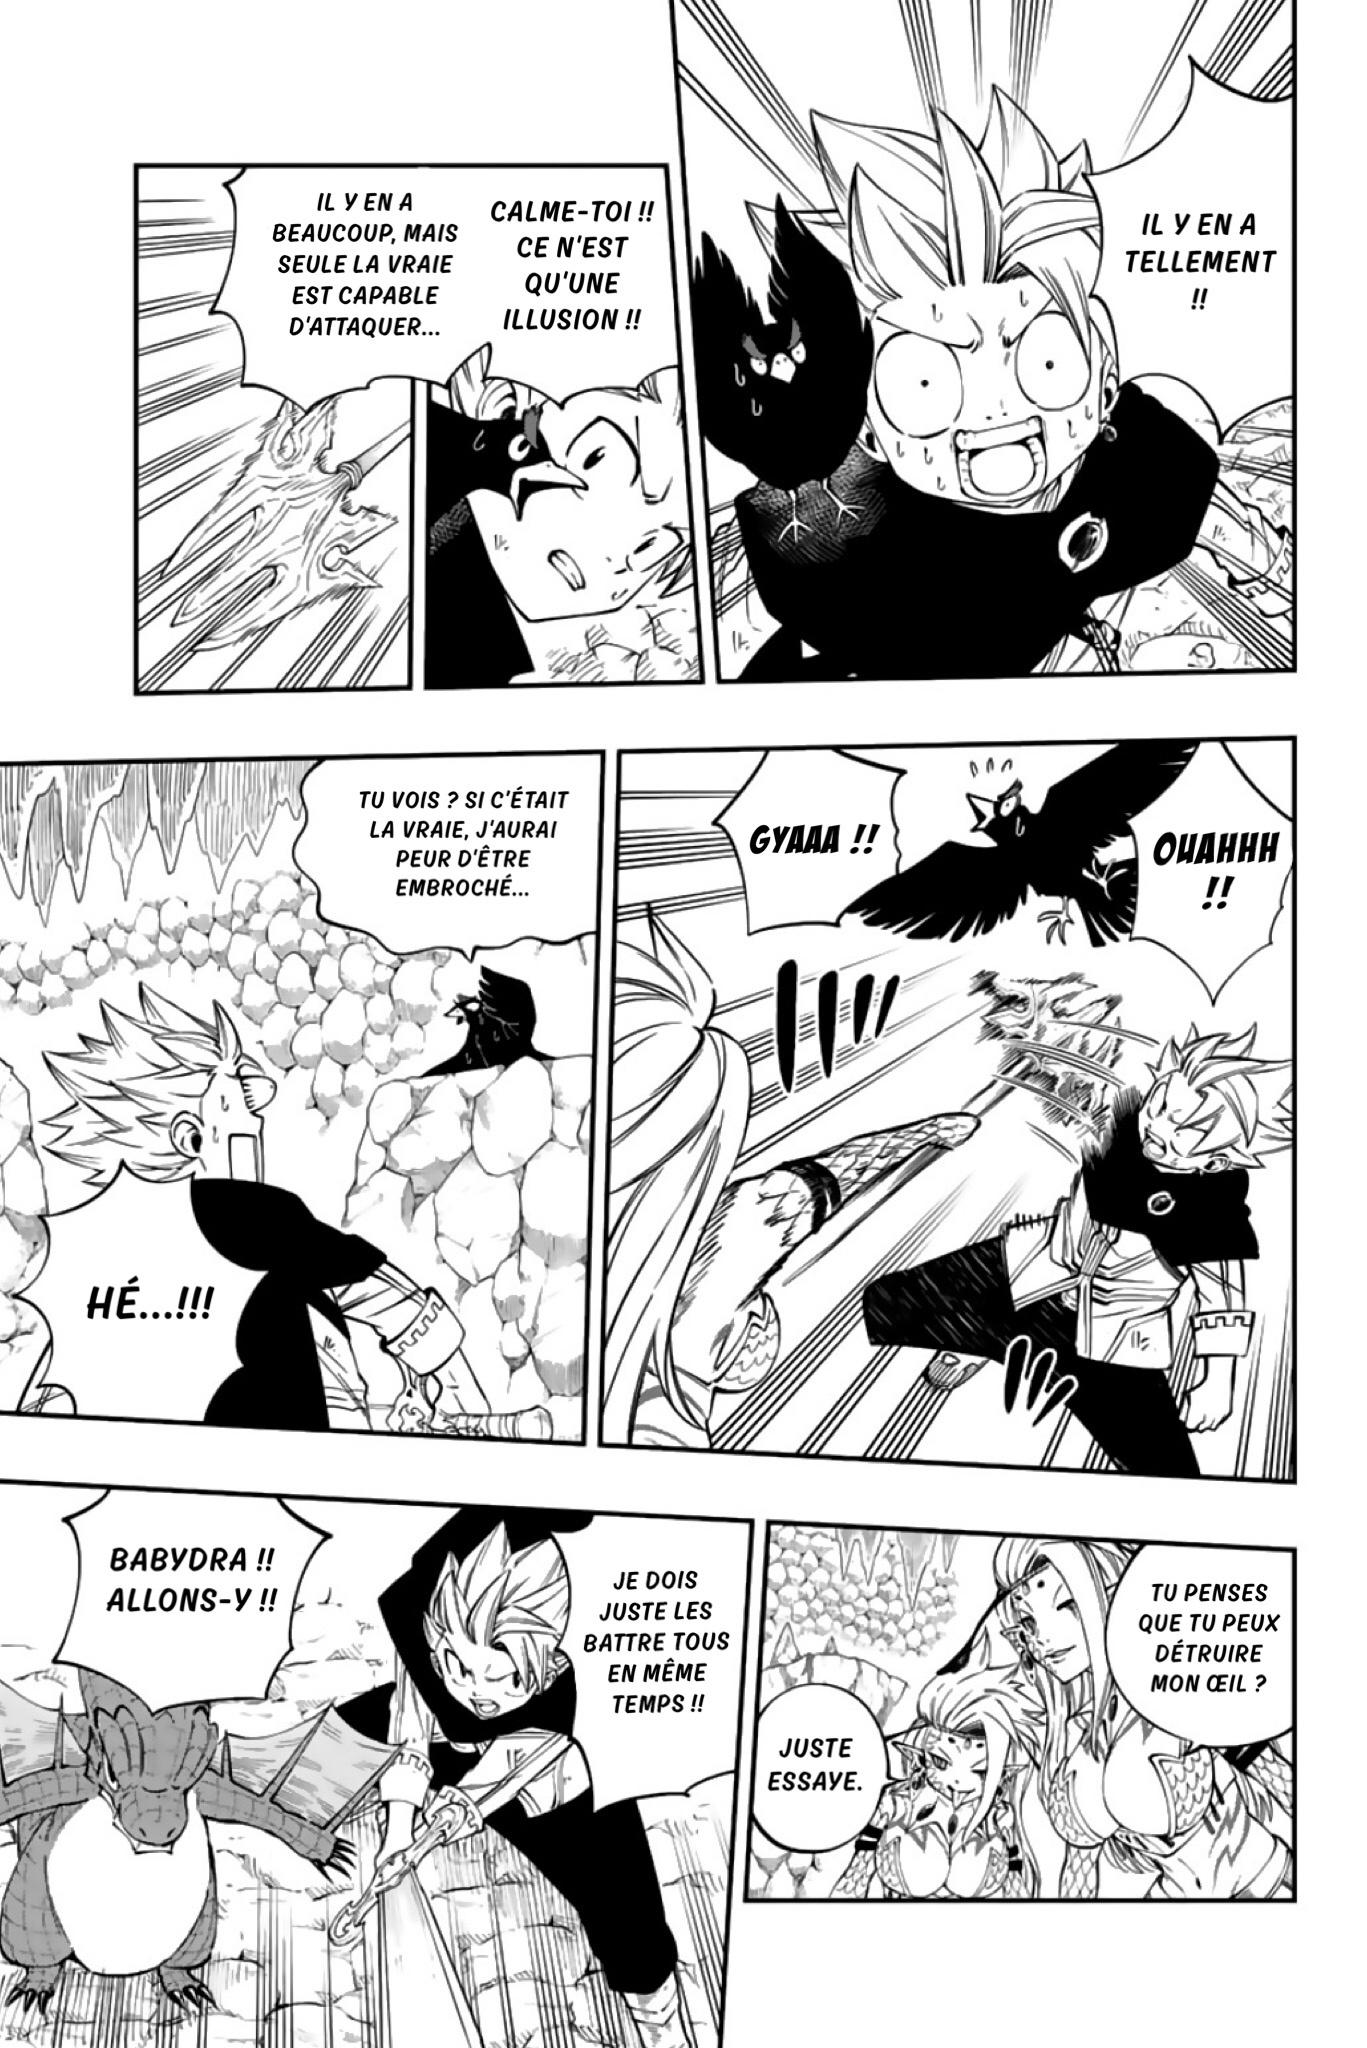 IL Y EN A
TELLEMENT
!!
CALME-TOI !!
CE N'EST
QU'UNE
ILLUSION !!
IL Y EN A
BEAUCOUP, MAIS
SEULE LA VRAIE
EST CAPABLE
D'ATTAQUER...
OUAHHH
!!
GYAAA !!
TU VOIS ? SI C'ÉTAIT
LA VRAIE, J'AURAI
PEUR D'ÊTRE
EMBROCHÉ...
HÉ...!!!
TU PENSES
QUE TU PEUX
DÉTRUIRE
MON ŒIL ?
JUSTE
ESSAYE.
JE DOIS
JUSTE LES
BATTRE TOUS
EN MÊME
TEMPS !!
BABYDRA !!
ALLONS-Y !!